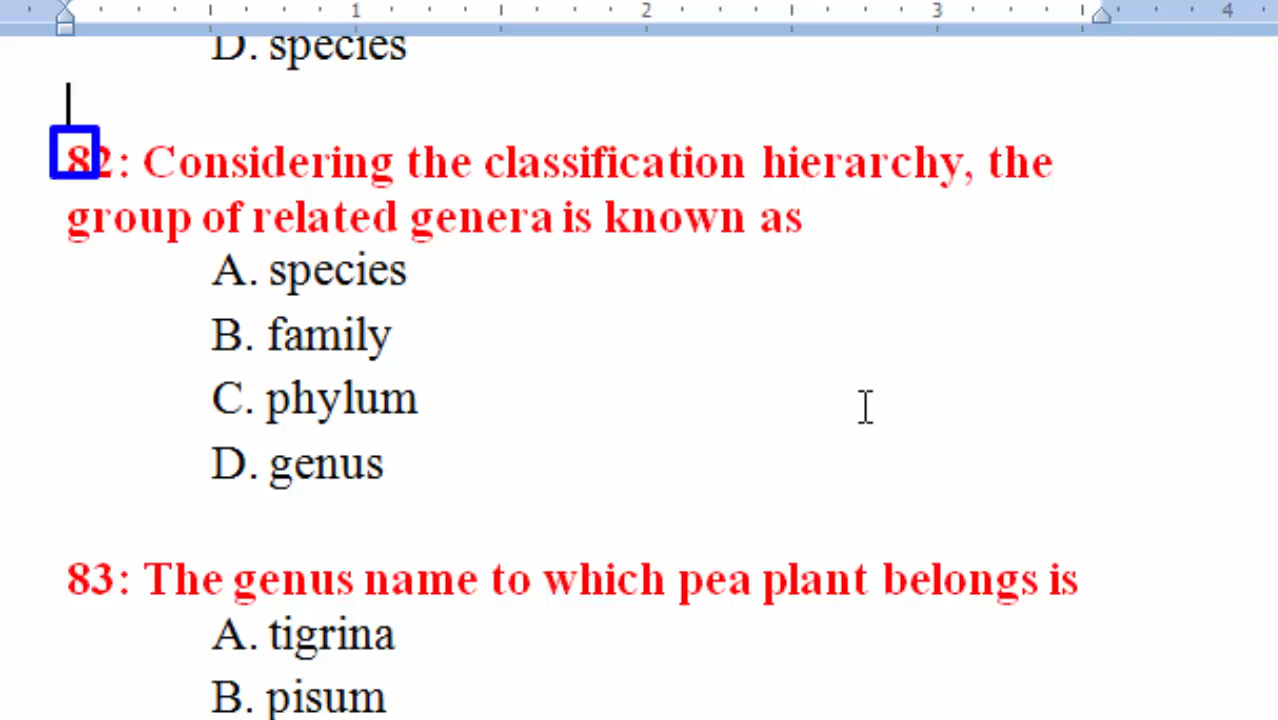 1 2 3 4
D. species
82: Considering the classification hierarchy, the
group of related genera is known as
A. species
B. family
C. phylum
D. genus
83: The genus name to which pea plant belongs is
A. tigrina
B. pisum